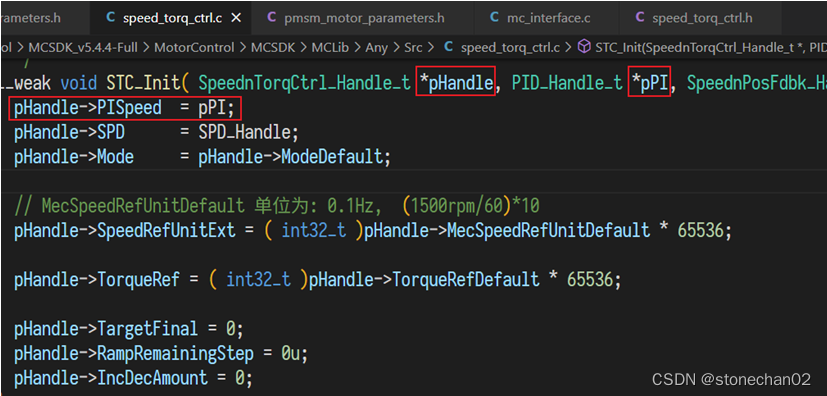 rameters.h speed_torq_ctrl.c × pmsm_motor_parameters.h mc_interface.c speed_torq_ctrl.h PID_
ol > MCSDK_v5.4.4-Full > MotorControl > MCSDK > MCLib > Any > Src > speed_torq_ctrl.c > STC_Init(SpeednTorqCtrl_Handle_t *, PID
/
__weak void STC_Init( SpeednTorqCtrl_Handle_t *pHandle, PID_Handle_t *pPI, SpeednPosFdbk_Ha
pHandle->PISpeed = pPI;
pHandle->SPD = SPD_Handle;
pHandle->Mode = pHandle->ModeDefault;
// MecSpeedRefUnitDefault 单位为: 0.1Hz, (1500rpm/60)*10
pHandle->SpeedRefUnitExt = ( int32_t )pHandle->MecSpeedRefUnitDefault * 65536;
pHandle->TorqueRef = ( int32_t )pHandle->TorqueRefDefault * 65536;
pHandle->TargetFinal = 0;
pHandle->RampRemainingStep = 0u;
pHandle->IncDecAmount = 0;
CSDN @stonechan02